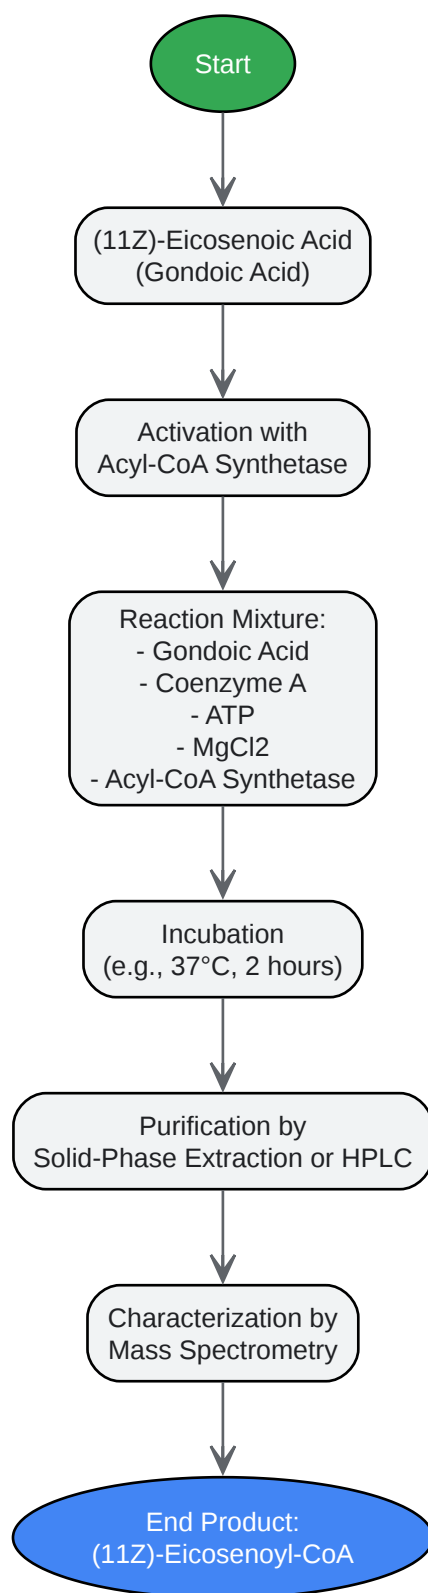 Start
(11Z)-Eicosenoic Acid
(Gondoic Acid)
Activation with
Acyl-CoA Synthetase
Reaction Mixture:
- Gondoic Acid
- Coenzyme A
- ATP
- MgCl2
- Acyl-CoA Synthetase
Incubation
(e.g., 37°C, 2 hours)
Purification by
Solid-Phase Extraction or HPLC
Characterization by
Mass Spectrometry
End Product:
(11Z)-Eicosenoyl-CoA